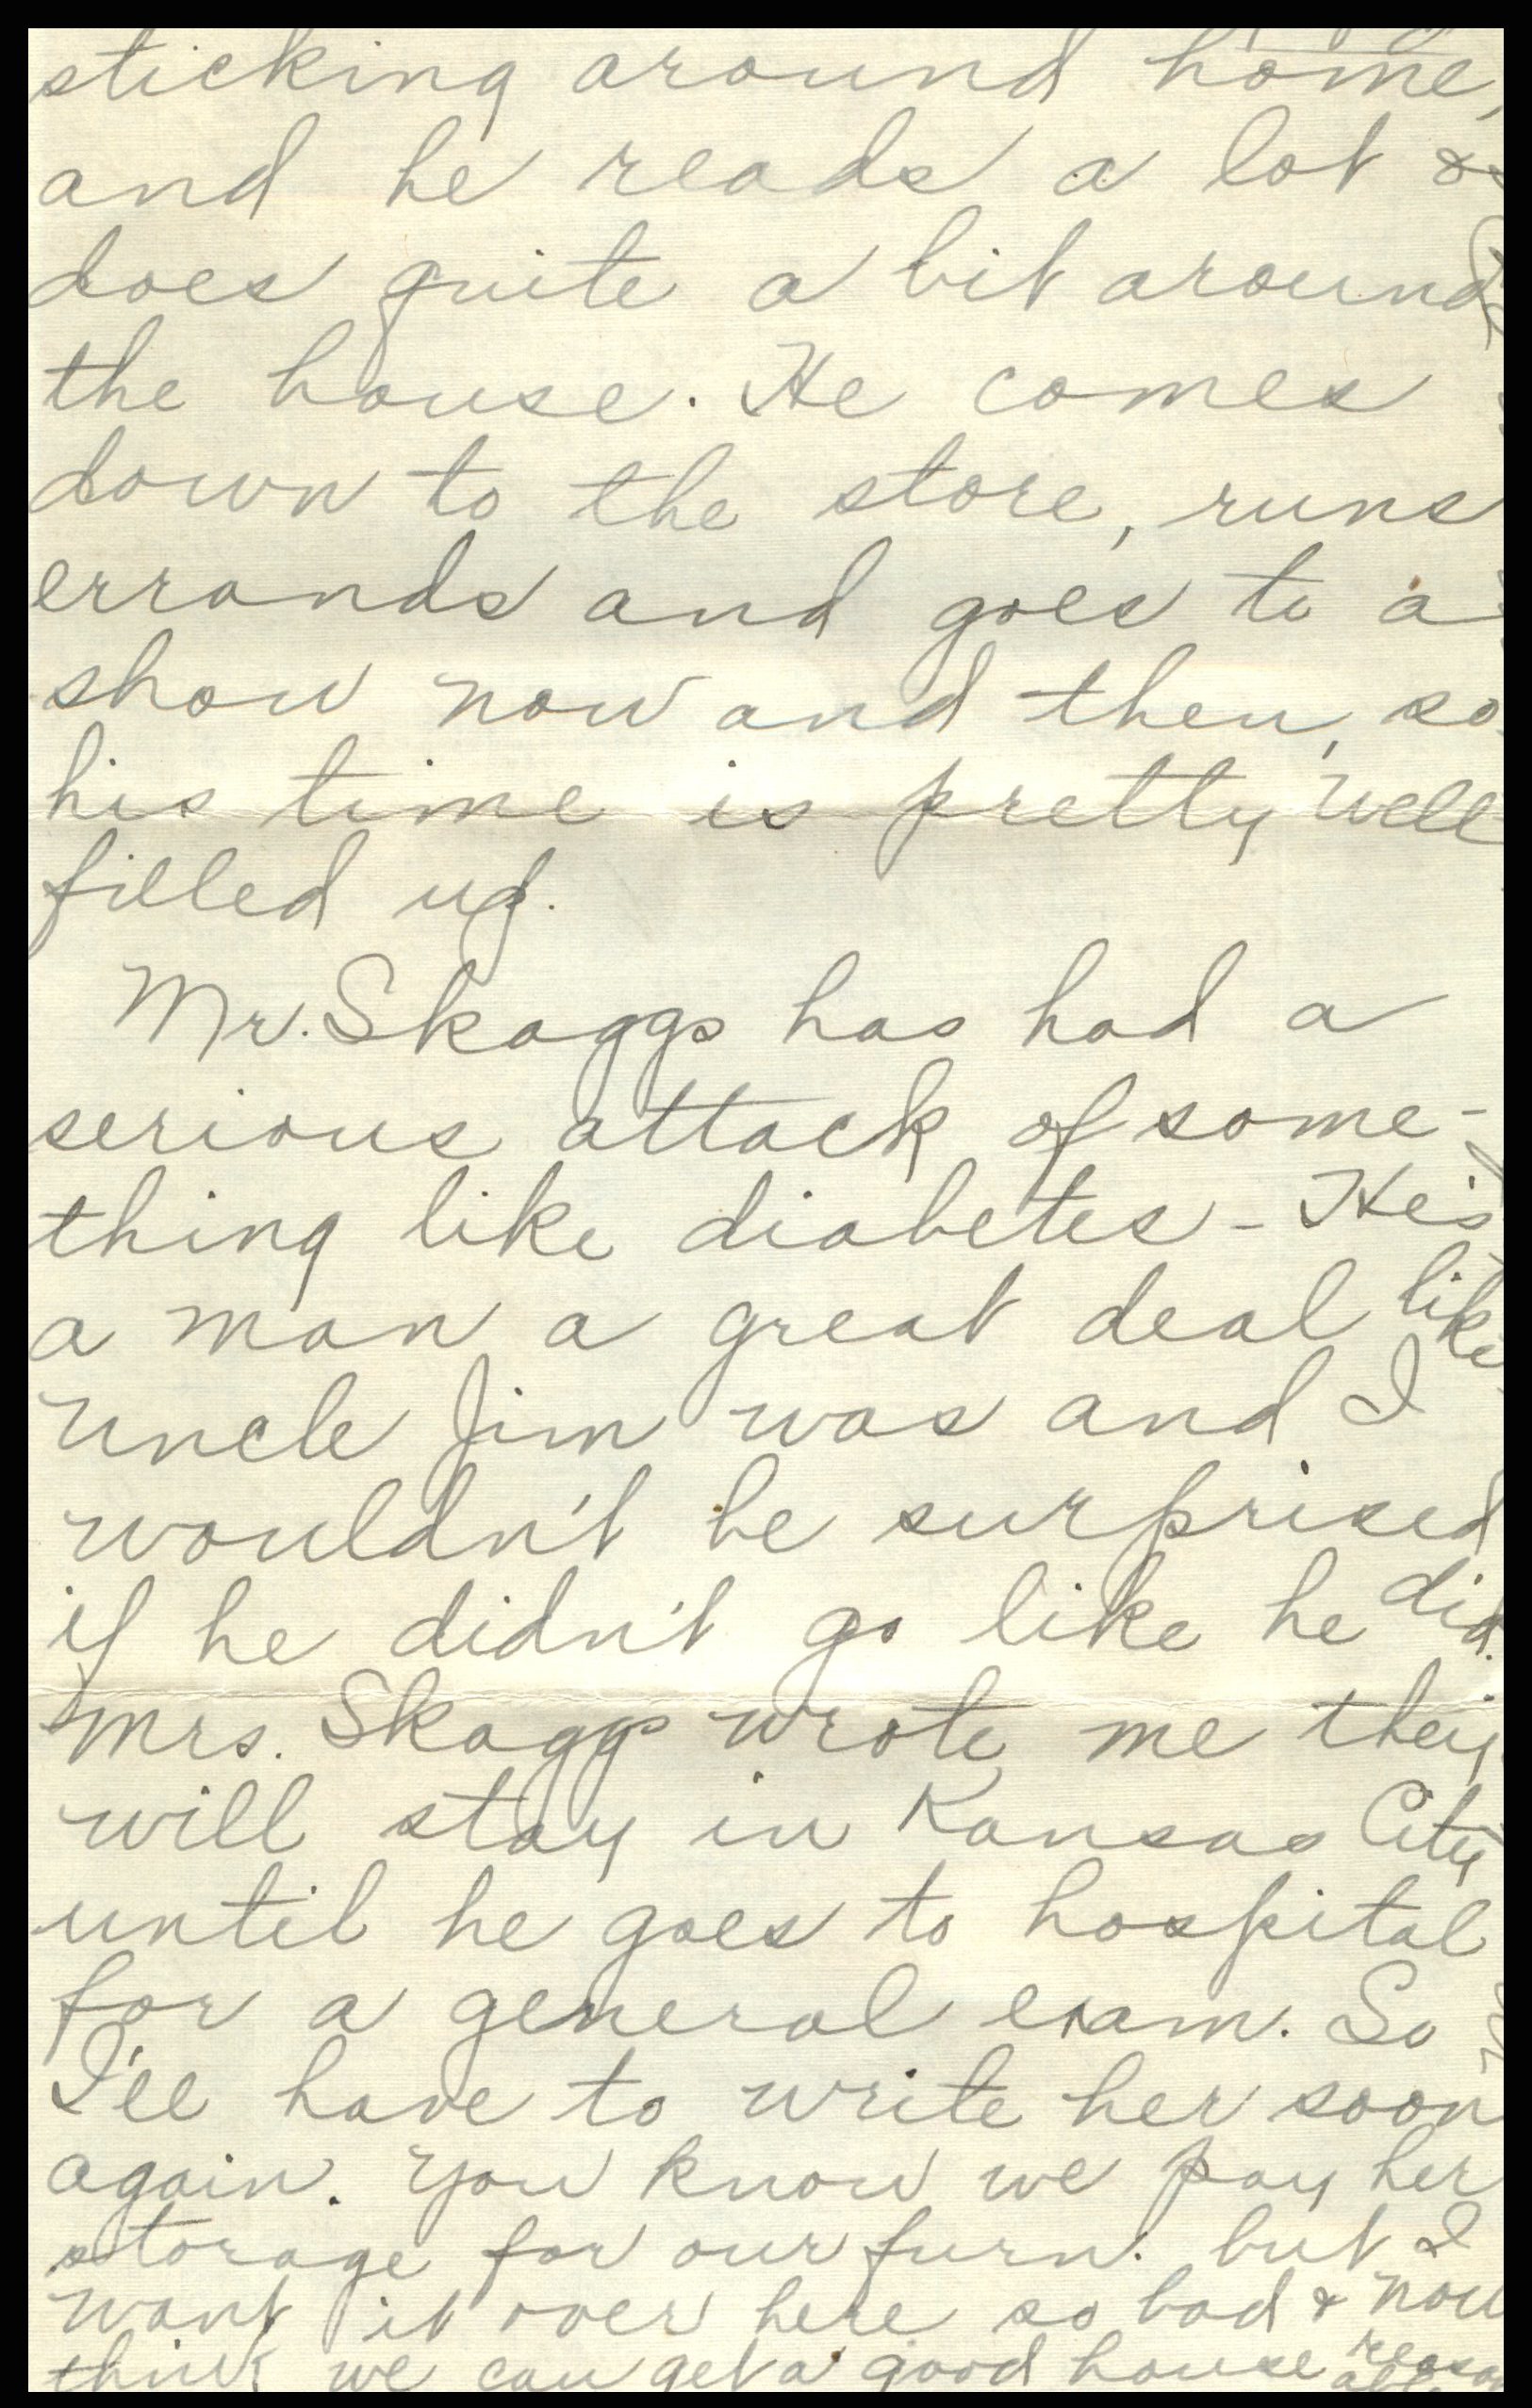 sticking around home,
and he reads a lot &
does quite a bit around
the house. He comes
down to the store, runs
errands and goes to a
show now and then, so
his time is pretty well
filled up.
Mr. Skaggs has had a
serious attack of some-
thing like diabetes - He's
a man a great deal like
Uncle Jim was and I
wouldn't be surprised
if he didn't go like he did.
Mrs. Skaggs wrote me they
will stay in Kansas City
until he goes to hospital
for a general exam. So
I'll have to write her soon
again. You know we pay her
storage for our furn. but I
want it over here so bad & now
think we can get a good house reason
able